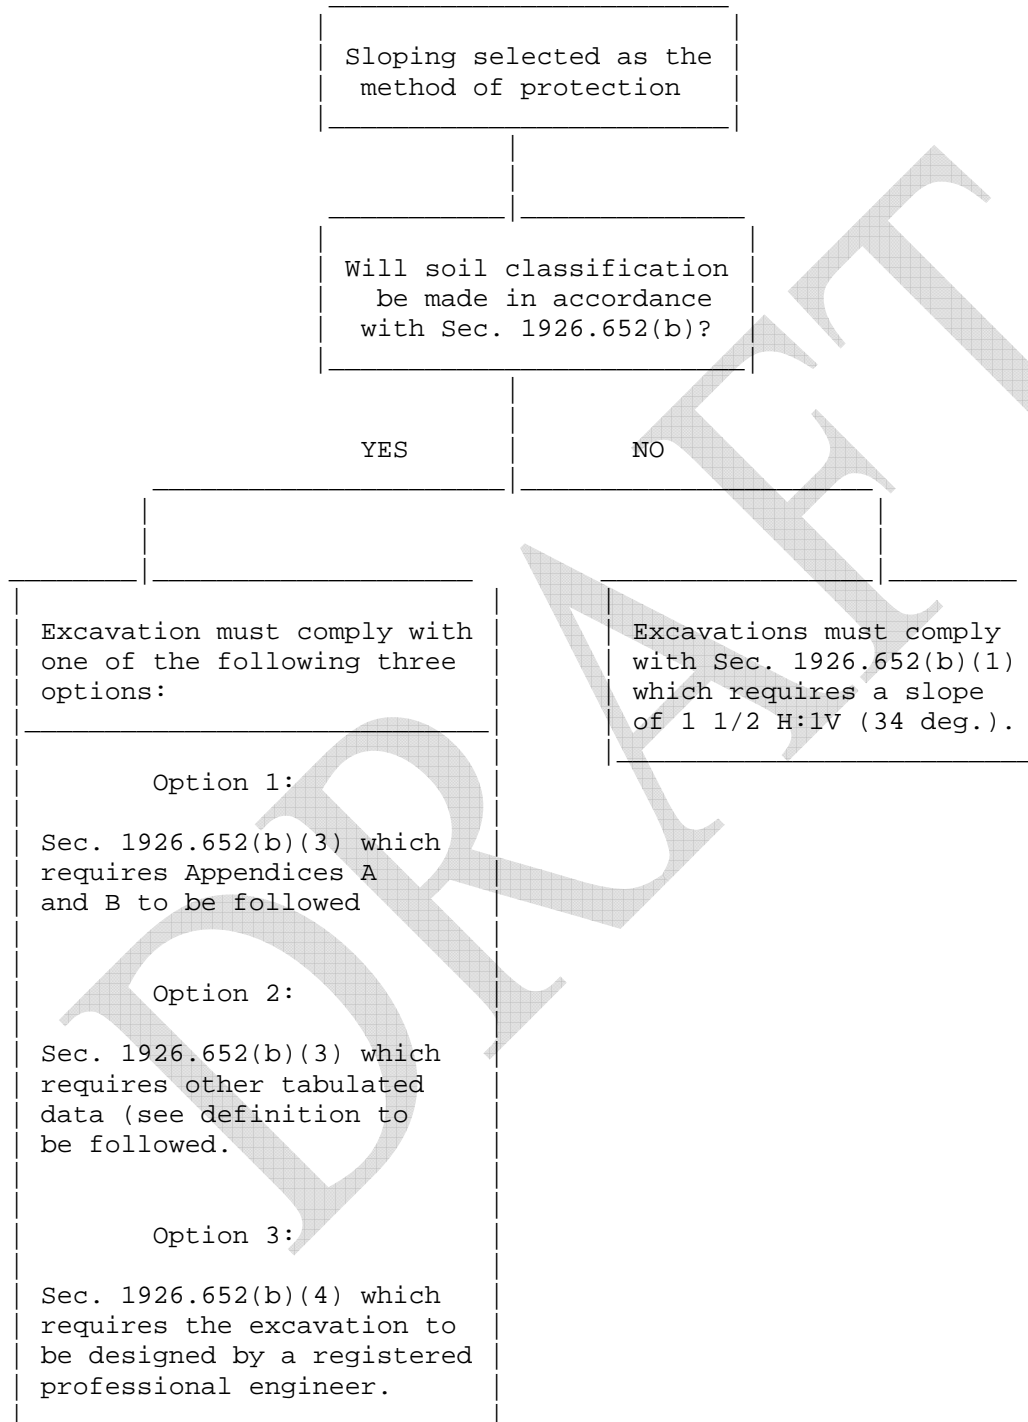 Sloping selected as the
method of protection
Will soil classification
be made in accordance
with Sec. 1926.652(b)?
YES NO
Excavation must comply with
one of the following three
options:
Excavations must comply
with Sec. 1926.652(b)(1)
which requires a slope
of 1 1/2 H:1V (34 deg.).
Option 1:
Sec. 1926.652(b)(3) which
requires Appendices A
and B to be followed
Option 2:
Sec. 1926.652(b)(3) which
requires other tabulated
data (see definition to
be followed.
Option 3:
Sec. 1926.652(b)(4) which
requires the excavation to
be designed by a registered
professional engineer.
DRAFT